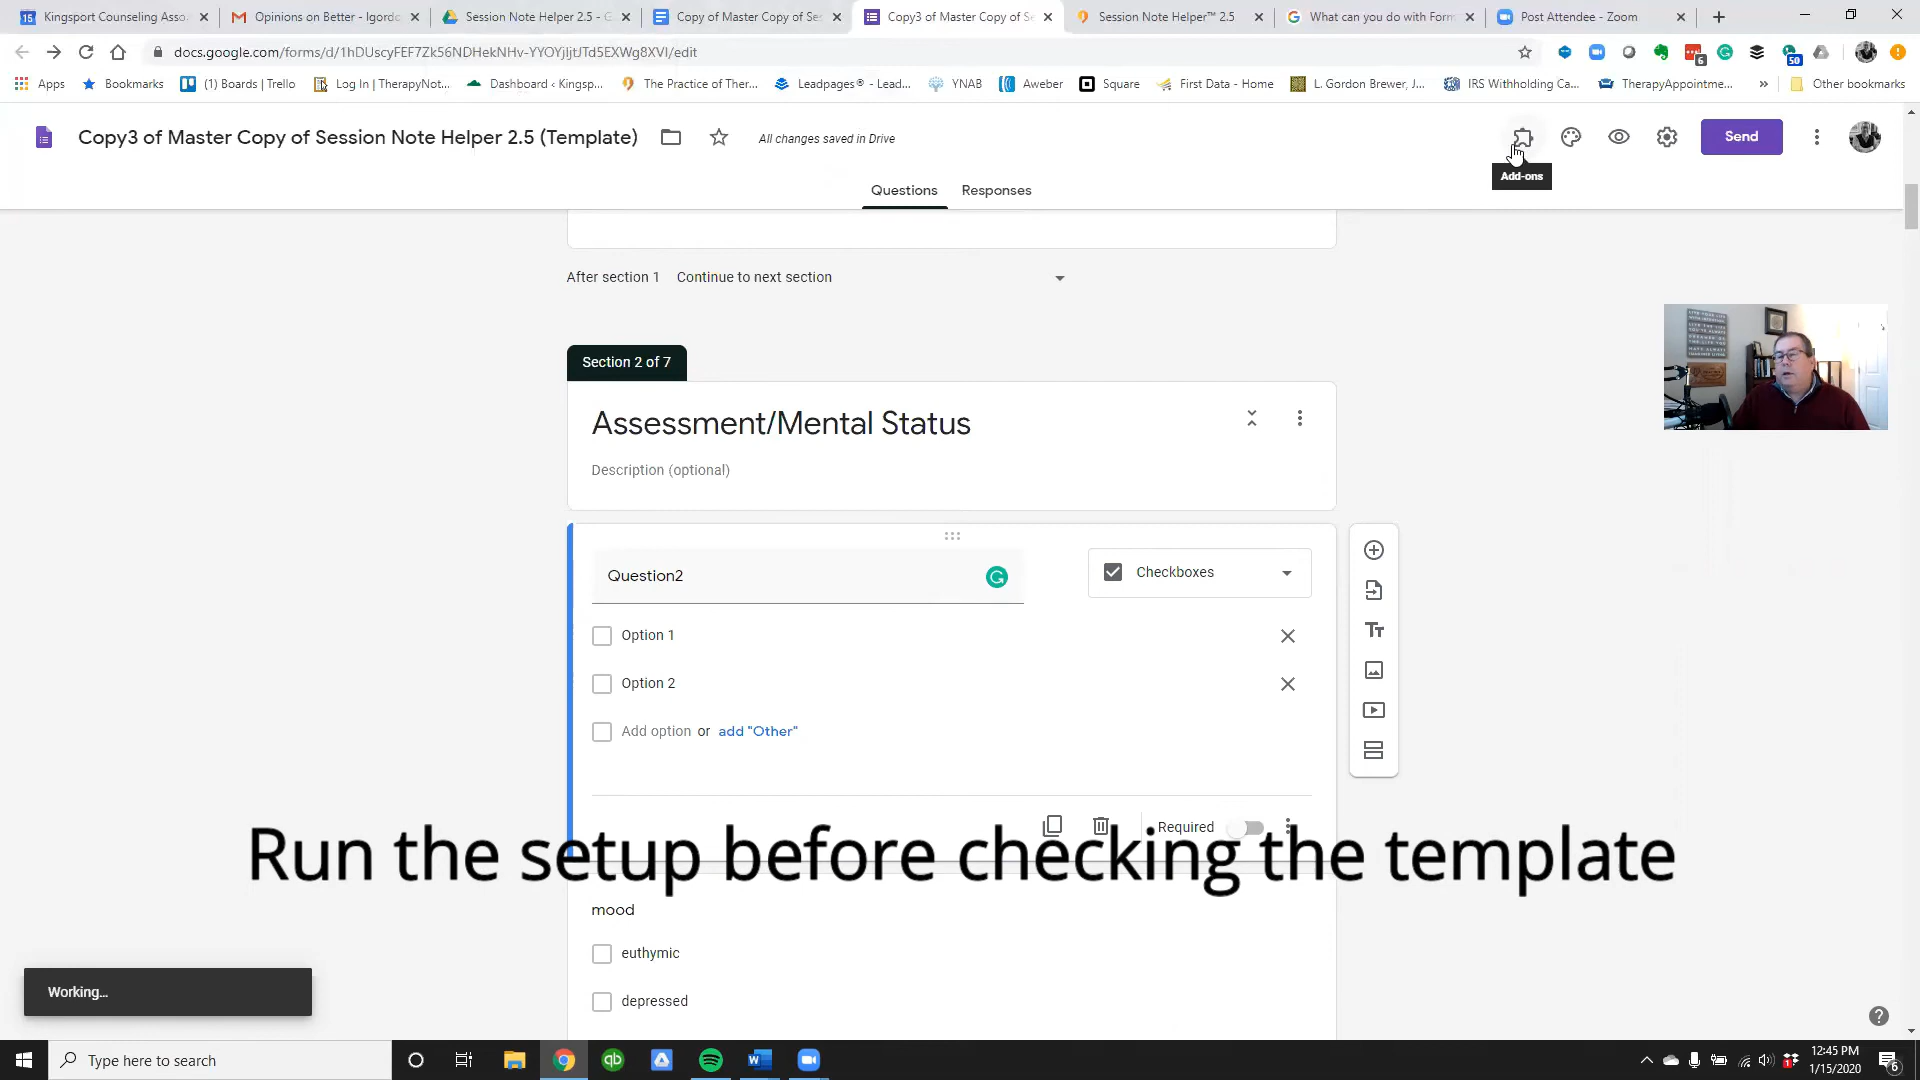 Kingsport Counseling Asso
Opinions on Better - lgordo
Session Note Helper 2.5 - G
Copy of Master Copy of Ses
Copy3 of Master Copy of Se
Session Note Helper™ 2.5
What can you do with Form
Post Attendee - Zoom
docs.google.com/forms/d/1hDUscyFEF7Zk56NDHekNHv-YYOYjIjtJTd5EXWg8XVI/edit
Apps
Bookmarks
(1) Boards | Trello
Log In | TherapyNot...
Dashboard ‹ Kingsp...
The Practice of Ther...
Leadpages® - Lead...
YNAB
Aweber
Square
First Data - Home
L. Gordon Brewer, J...
IRS Withholding Ca...
TherapyAppointme...
Other bookmarks
Copy3 of Master Copy of Session Note Helper 2.5 (Template)
All changes saved in Drive
Send
Add-ons
Questions
Responses
After section 1 Continue to next section
Section 2 of 7
Assessment/Mental Status
Description (optional)
Question2
Checkboxes
Option 1
Option 2
Add option or add "Other"
Required
Run the setup before checking the template
mood
euthymic
depressed
Working...
Type here to search
12:45 PM
1/15/2020